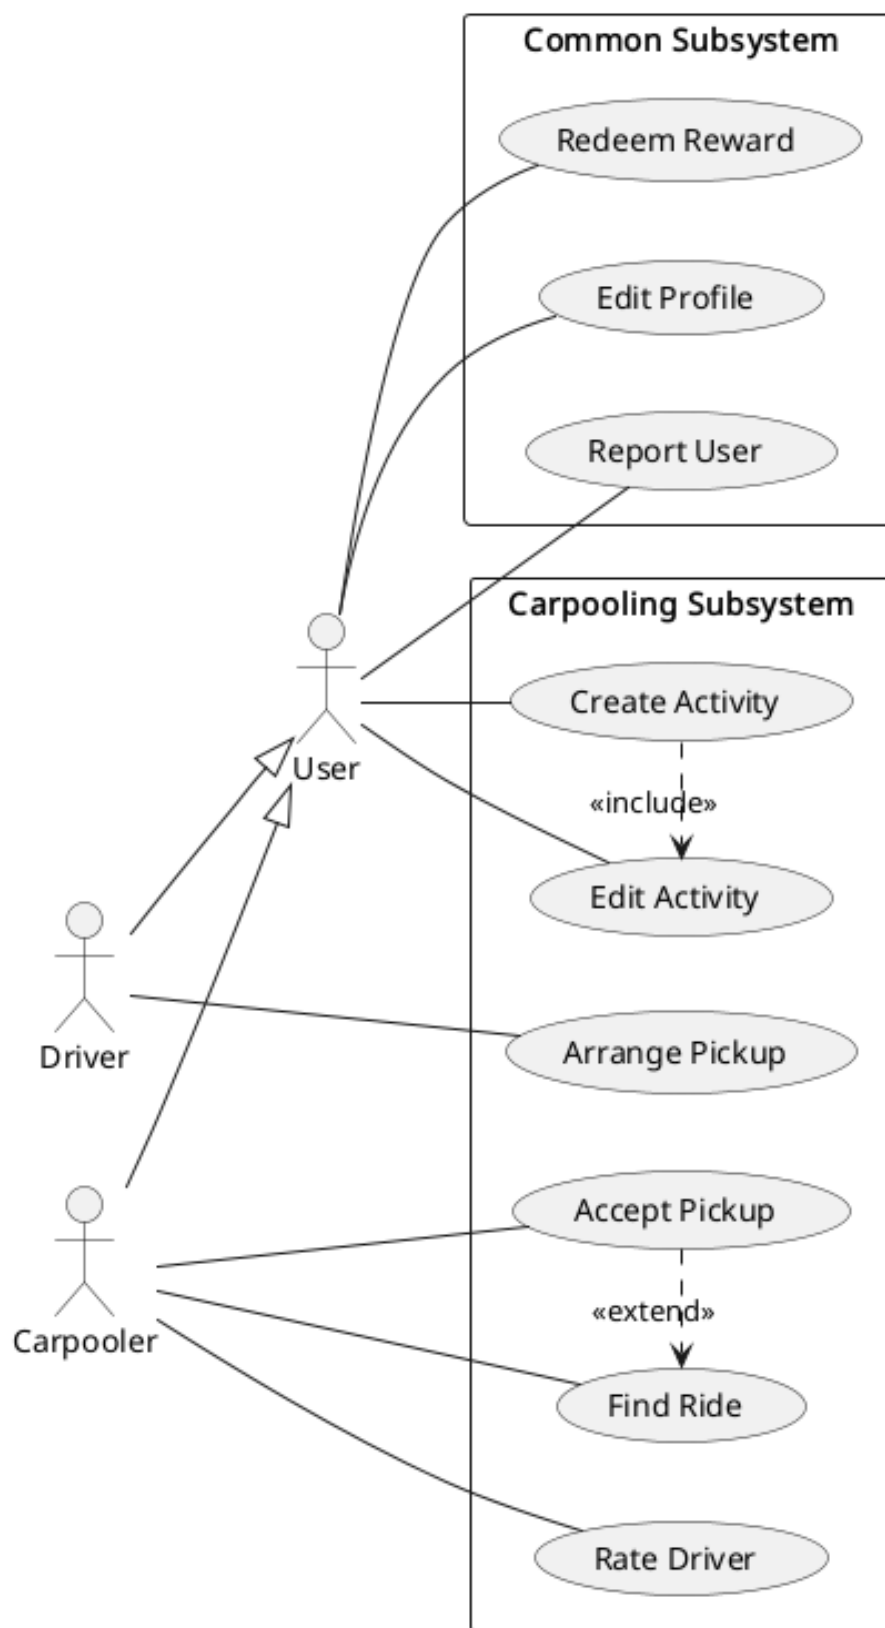 Common Subsystem
Redeem Reward
Edit Profile
Report User
Carpooling Subsystem
Create Activity
User
«include»
Edit Activity
Driver
Arrange Pickup
Accept Pickup
Carpooler
«extend»
Find Ride
Rate Driver